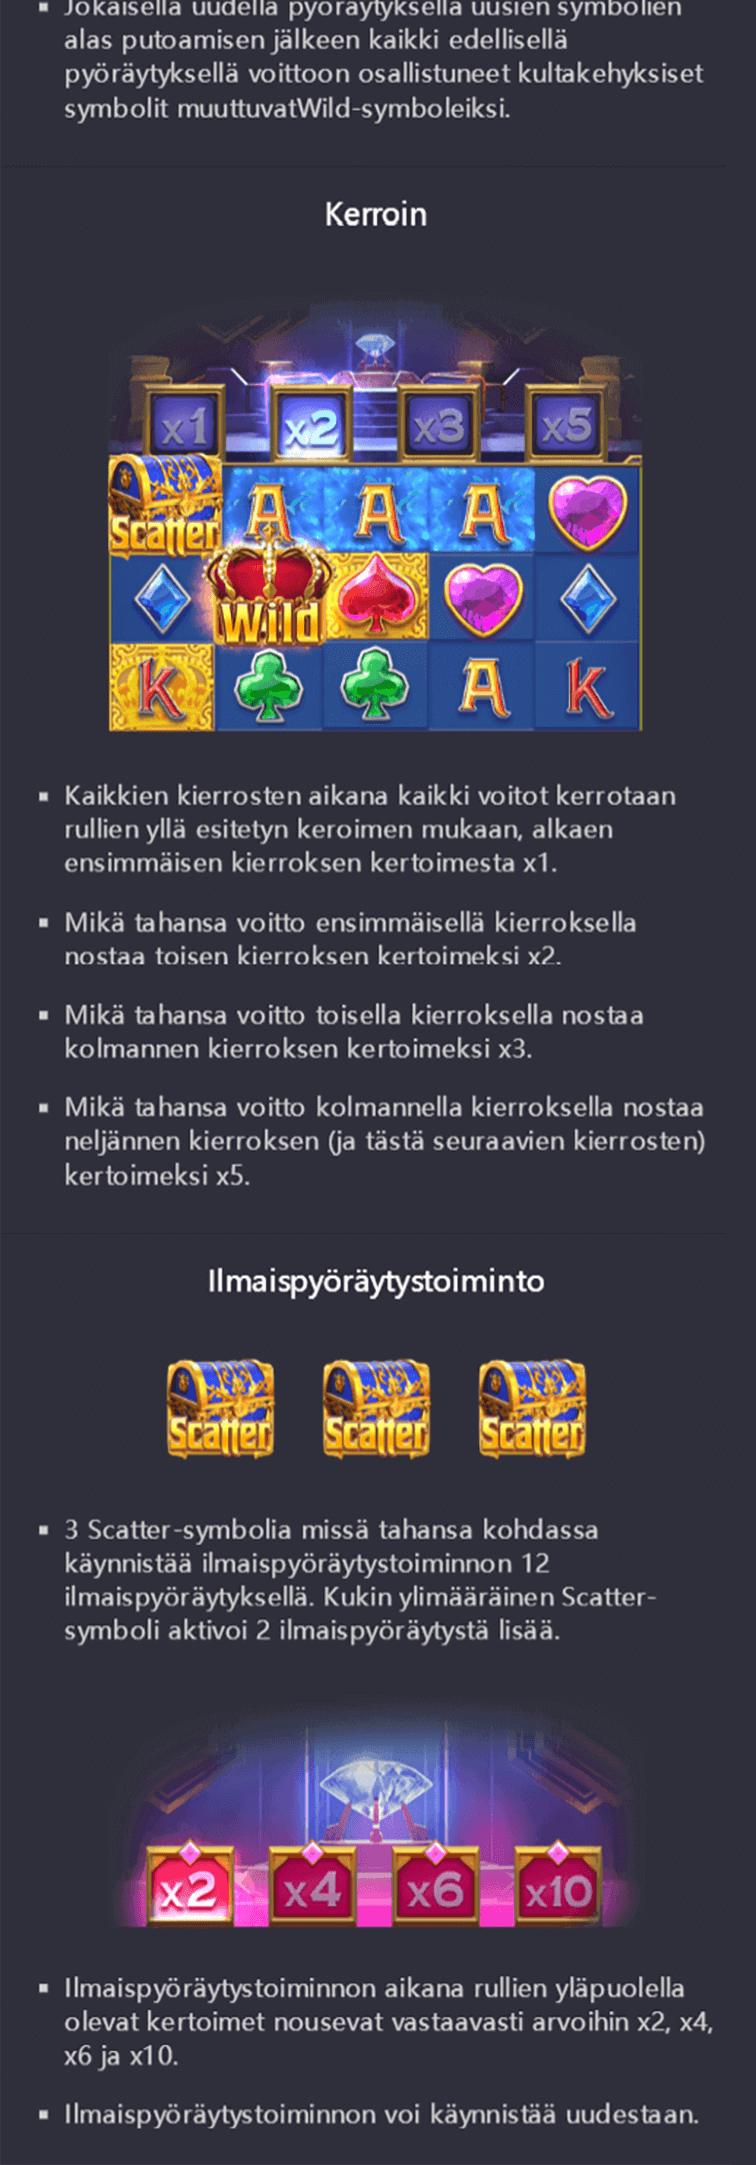 Jokaisella uudella pyöräytyksellä uusien symbolien
alas putoamisen jälkeen kaikki edellisellä
pyöräytyksellä voittoon osallistuneet kultakehyksiset
symbolit muuttuvatWild-symboleiksi.
Kerroin
x1 x2 x3 x5
Scatter A A A
Wild
K A K
Kaikkien kierrosten aikana kaikki voitot kerrotaan
rullien yllä esitetyn keroimen mukaan, alkaen
ensimmäisen kierroksen kertoimesta x1.
Mikä tahansa voitto ensimmäisellä kierroksella
nostaa toisen kierroksen kertoimeksi x2.
Mikä tahansa voitto toisella kierroksella nostaa
kolmannen kierroksen kertoimeksi x3.
Mikä tahansa voitto kolmannella kierroksella nostaa
neljännen kierroksen (ja tästä seuraavien kierrosten)
kertoimeksi x5.
Ilmaispyöräytystoiminto
Scatter Scatter Scatter
3 Scatter-symbolia missä tahansa kohdassa
käynnistää ilmaispyöräytystoiminnon 12
ilmaispyöräytyksellä. Kukin ylimääräinen Scatter-
symboli aktivoi 2 ilmaispyöräytystä lisää.
x2 x4 x6 x10
Ilmaispyöräytystoiminnon aikana rullien yläpuolella
olevat kertoimet nousevat vastaavasti arvoihin x2, x4,
x6 ja x10.
Ilmaispyöräytystoiminnon voi käynnistää uudestaan.